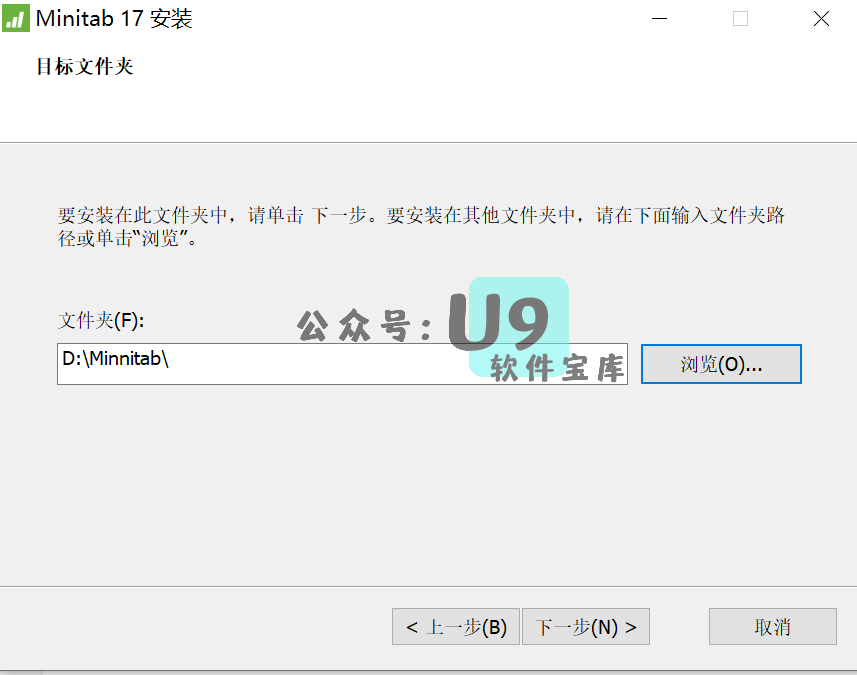 Minitab 17 安装
目标文件夹
要安装在此文件夹中，请单击 下一步。要安装在其他文件夹中，请在下面输入文件夹路
径或单击“浏览”。
文件夹(F):
公众号：U9
软件宝库
D:\Minnitab\
浏览(O)...
< 上一步(B)
下一步(N) >
取消